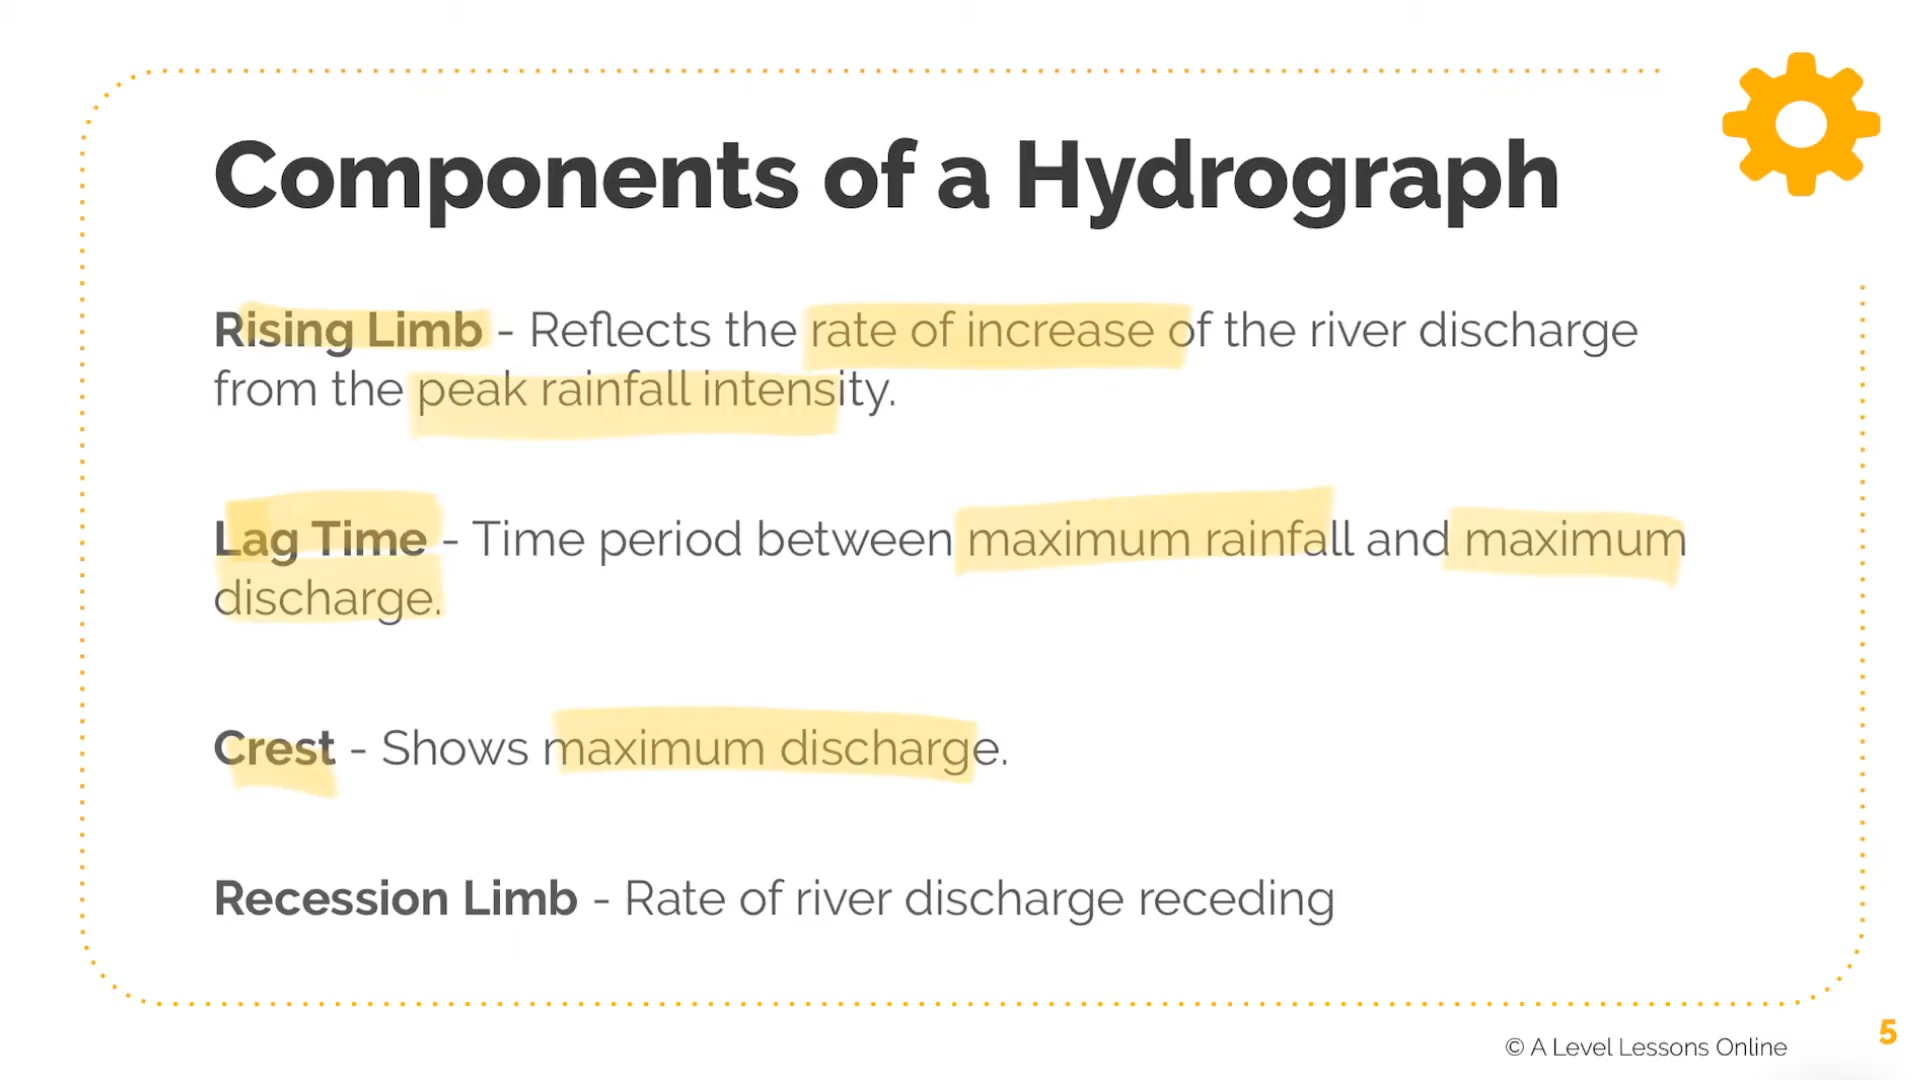 Components of a Hydrograph
Rising Limb - Reflects the rate of increase of the river discharge
from the peak rainfall intensity.
Lag Time - Time period between maximum rainfall and maximum
discharge.
Crest - Shows maximum discharge.
Recession Limb - Rate of river discharge receding
5
© A Level Lessons Online